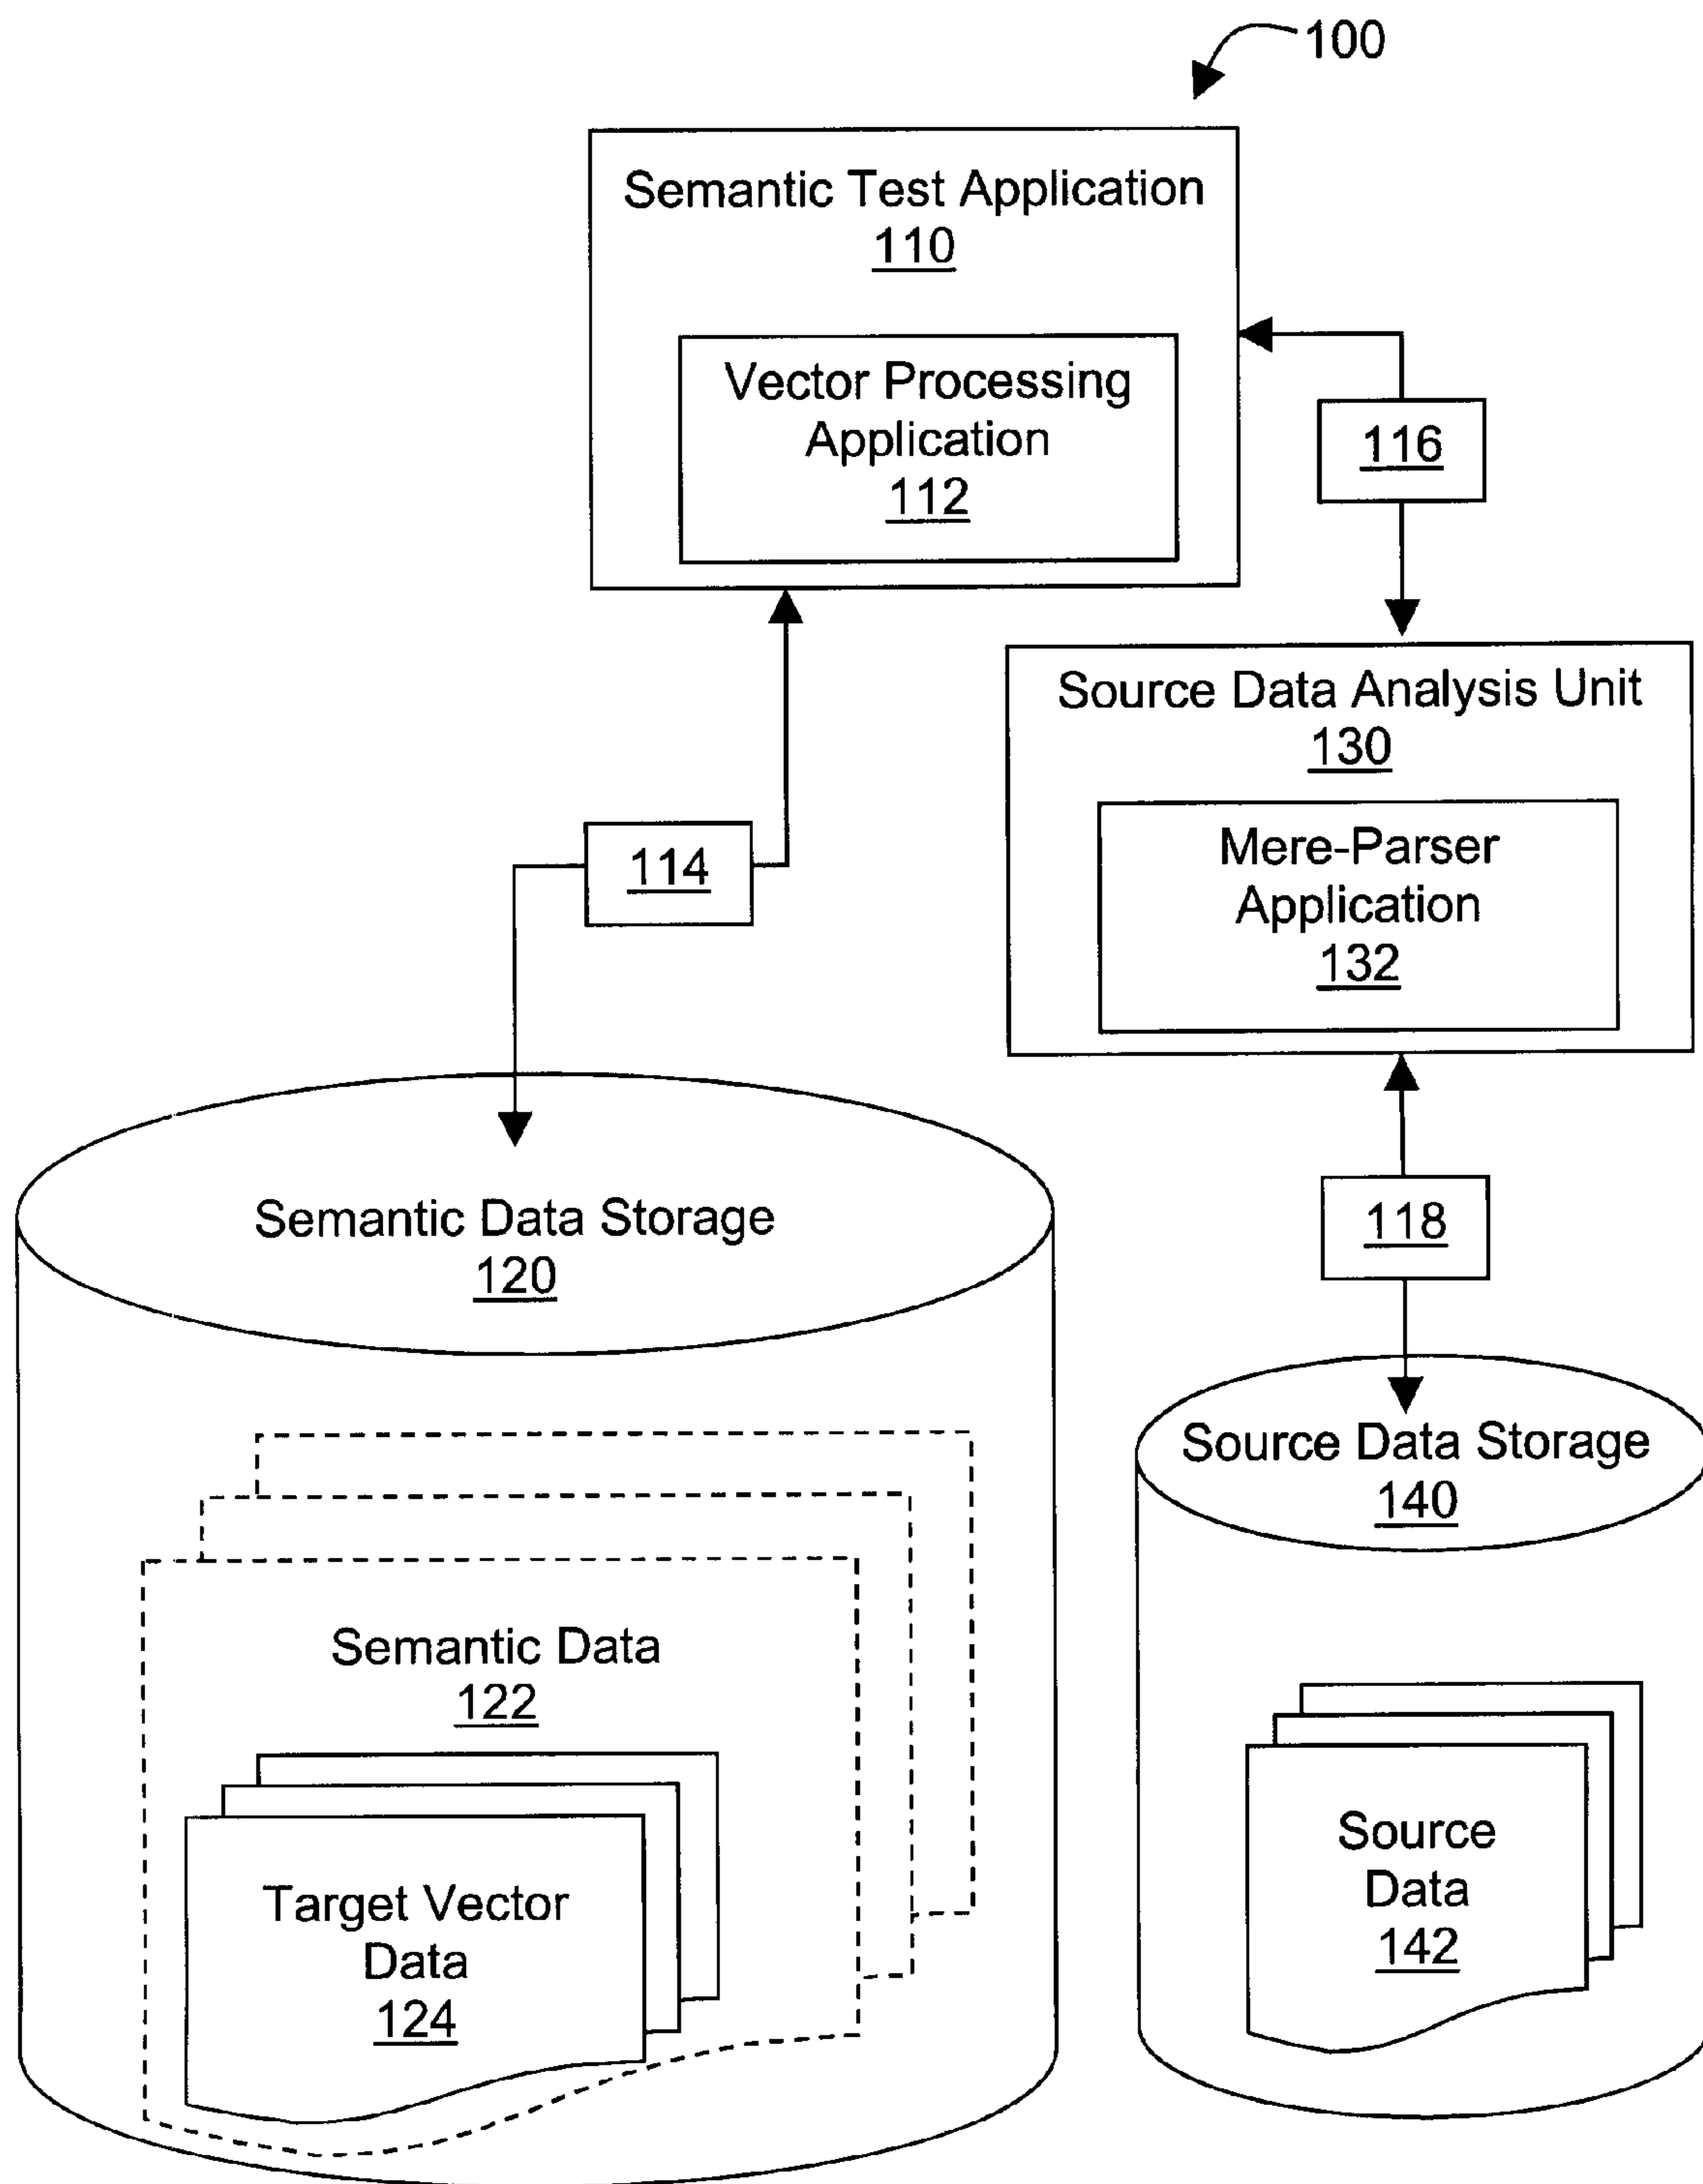 100
Semantic Test Application
110
Vector Processing
Application
112
116
Source Data Analysis Unit
130
Mere-Parser
Application
132
114
118
Semantic Data Storage
120
Source Data Storage
140
Semantic Data
122
Target Vector
Data
124
Source
Data
142